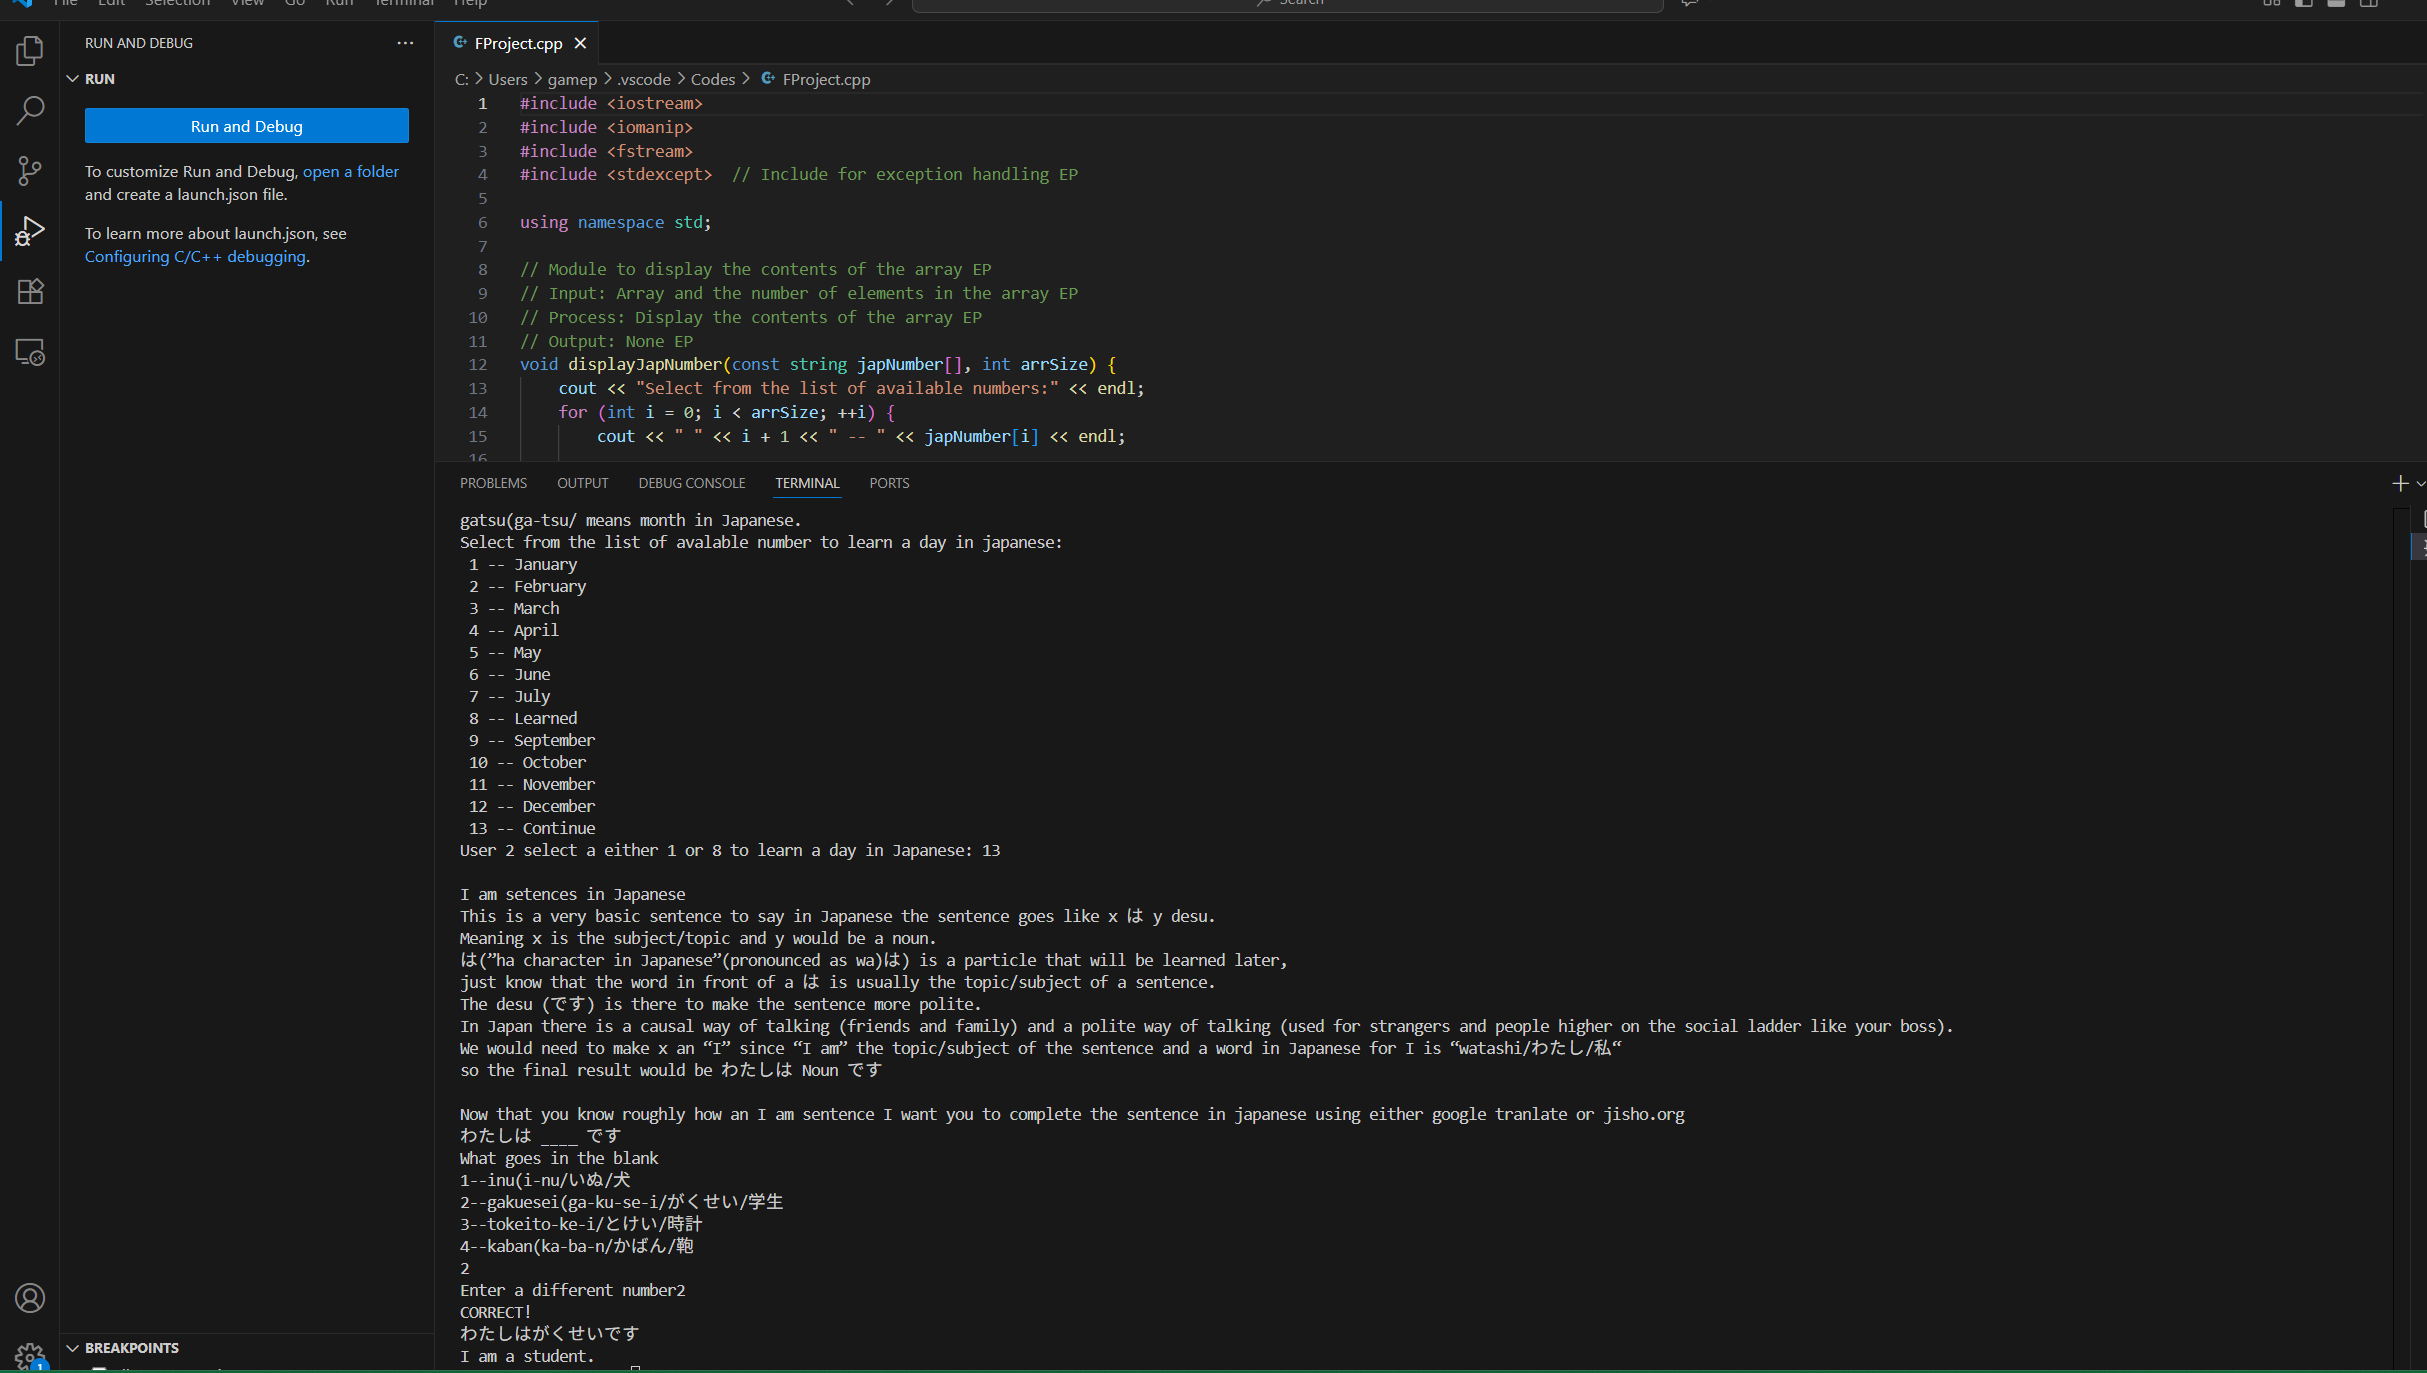 File Edit Selection View Go Run Terminal Help
Search
RUN AND DEBUG
RUN
Run and Debug
To customize Run and Debug, open a folder
and create a launch.json file.
To learn more about launch.json, see
Configuring C/C++ debugging.
FProject.cpp
C: > Users > gamep > .vscode > Codes > FProject.cpp
1 #include <iostream>
2 #include <iomanip>
3 #include <fstream>
4 #include <stdexcept>  // Include for exception handling EP
5
6 using namespace std;
7
8 // Module to display the contents of the array EP
9 // Input: Array and the number of elements in the array EP
10 // Process: Display the contents of the array EP
11 // Output: None EP
12 void displayJapNumber(const string japNumber[], int arrSize) {
13     cout << "Select from the list of available numbers:" << endl;
14     for (int i = 0; i < arrSize; ++i) {
15         cout << " " << i + 1 << " -- " << japNumber[i] << endl;
16
PROBLEMS OUTPUT DEBUG CONSOLE TERMINAL PORTS
gatsu(ga-tsu/ means month in Japanese.
Select from the list of avalable number to learn a day in japanese:
1 -- January
2 -- February
3 -- March
4 -- April
5 -- May
6 -- June
7 -- July
8 -- Learned
9 -- September
10 -- October
11 -- November
12 -- December
13 -- Continue
User 2 select a either 1 or 8 to learn a day in Japanese: 13
I am setences in Japanese
This is a very basic sentence to say in Japanese the sentence goes like x は y desu.
Meaning x is the subject/topic and y would be a noun.
は(”ha character in Japanese”(pronounced as wa)は) is a particle that will be learned later,
just know that the word in front of a は is usually the topic/subject of a sentence.
The desu (です) is there to make the sentence more polite.
In Japan there is a causal way of talking (friends and family) and a polite way of talking (used for strangers and people higher on the social ladder like your boss).
We would need to make x an “I” since “I am” the topic/subject of the sentence and a word in Japanese for I is “watashi/わたし/私“
so the final result would be わたしは Noun です
Now that you know roughly how an I am sentence I want you to complete the sentence in japanese using either google tranlate or jisho.org
わたしは ____ です
What goes in the blank
1--inu(i-nu/いぬ/犬
2--gakuesei(ga-ku-se-i/がくせい/学生
3--tokeito-ke-i/とけい/時計
4--kaban(ka-ba-n/かばん/鞄
2
Enter a different number2
CORRECT!
わたしはがくせいです
I am a student.
BREAKPOINTS
1